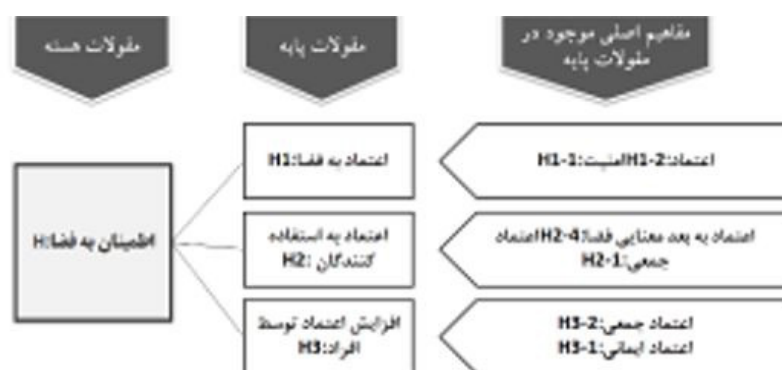 مفاهیم اصلی موجود در
مقولات پایه
مقولات پایه
مقولات هسته
اعتماد:H1-2امنیت:H1-1
اعتماد به فضا:H1
اطمینان به فضا:H
اعتماد به بعد معنایی فضا:H2-4اعتماد
جمعی:H2-1
اعتماد به استفاده
کنندگان :H2
اعتماد جمعی:H3-2
اعتماد ایمانی:H3-1
افزایش اعتماد توسط
افراد:H3